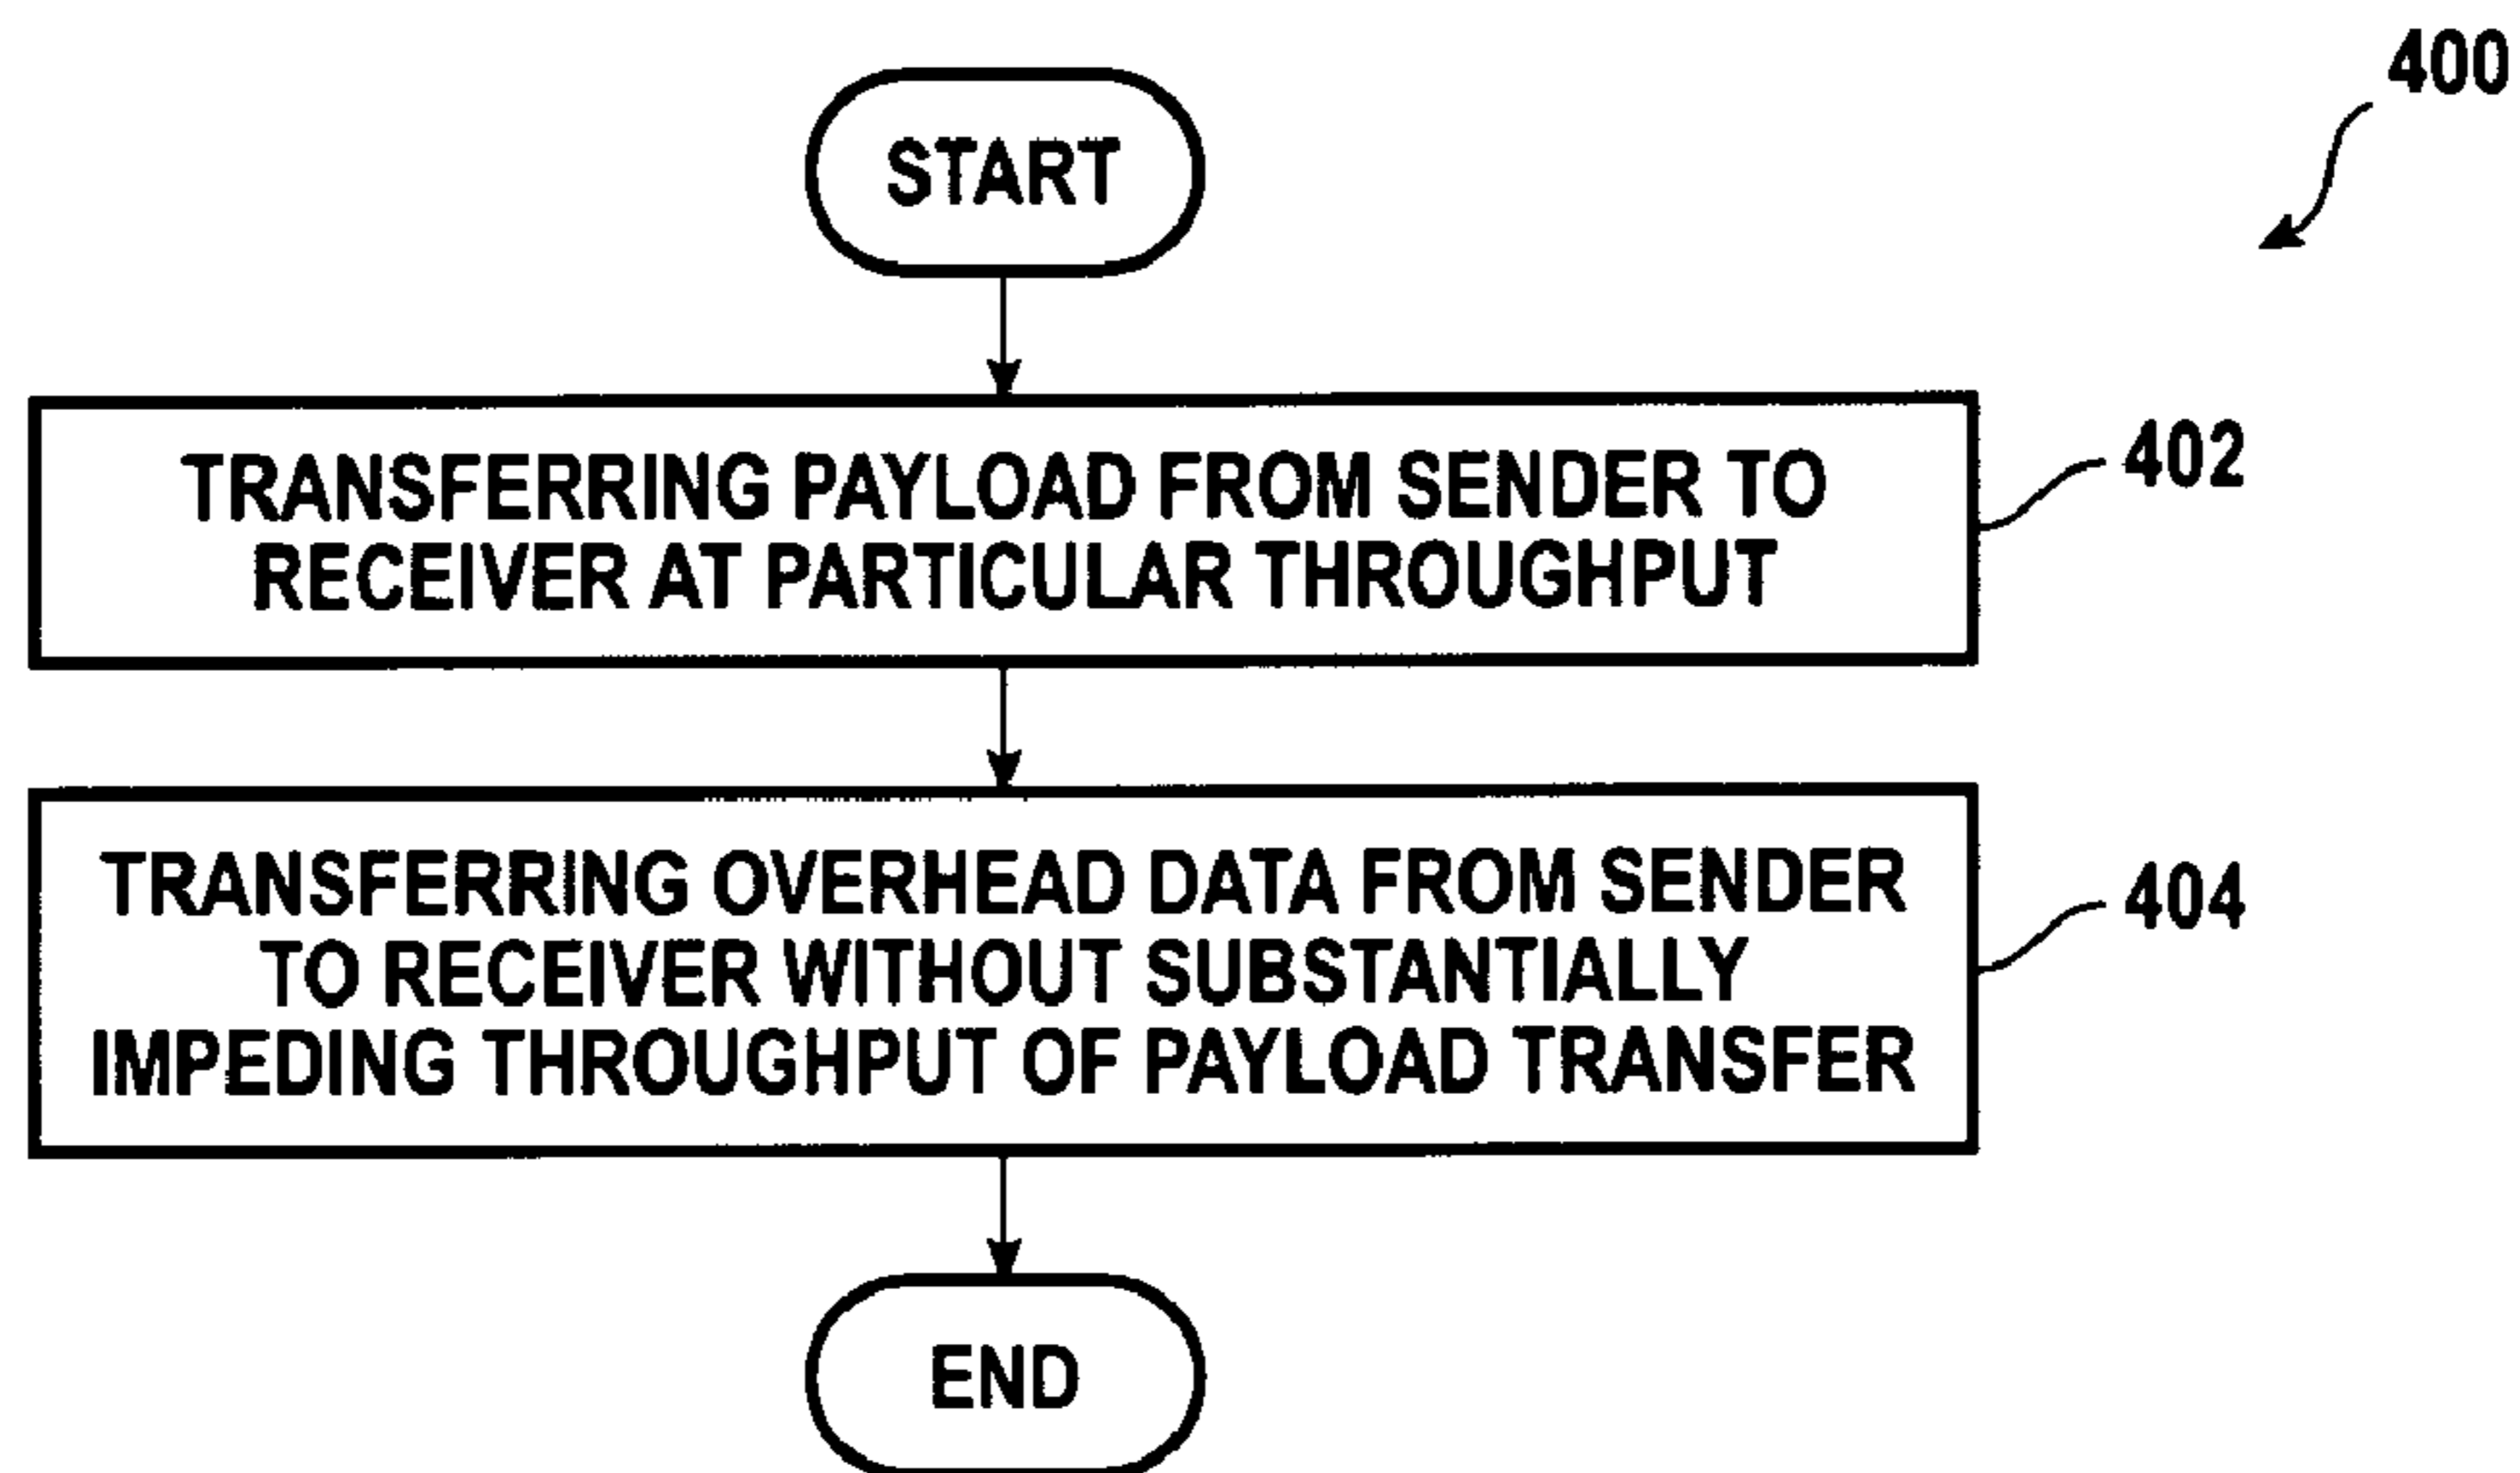 400
START
TRANSFERRING PAYLOAD FROM SENDER TO
RECEIVER AT PARTICULAR THROUGHPUT
402
TRANSFERRING OVERHEAD DATA FROM SENDER
TO RECEIVER WITHOUT SUBSTANTIALLY
IMPEDING THROUGHPUT OF PAYLOAD TRANSFER
404
END